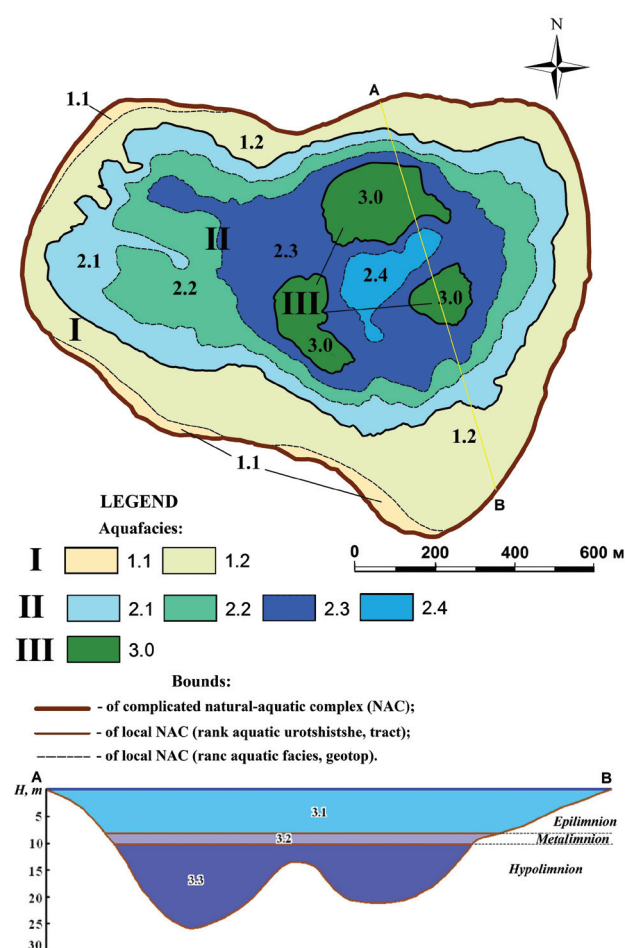 N
A
1.1
1.2
3.0
II
2.3
2.1
2.4
2.2
III
3.0
I
3.0
1.2
1.1
B
LEGEND
Aquafacies:
I 1.1 1.2
0 200 400 600 м
II 2.1 2.2 2.3 2.4
III 3.0
Bounds:
- of complicated natural-aquatic complex (NAC);
- of local NAC (rank aquatic urotshistshe, tract);
- of local NAC (ranc aquatic facies, geotop).
A B
H, m
3.1
5
Epilimnion
3.2 Metalimnion
10
Hypolimnion
15
3.3
20
25
30